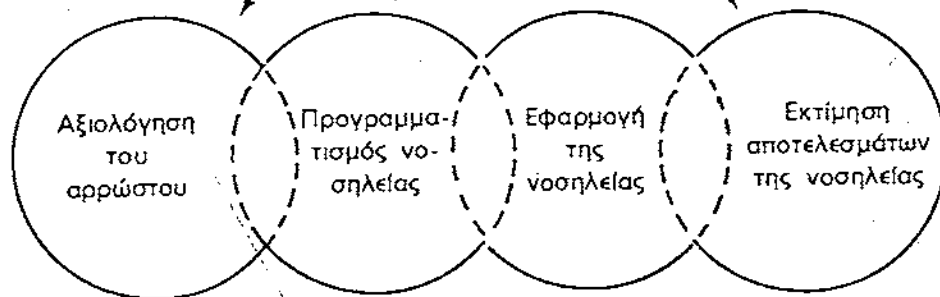 Αξιολόγηση
του
αρρώστου
Προγραμμα-
τισμός νο-
σηλείας
Εφαρμογή
της
νοσηλείας
Εκτίμηση
αποτελεσμάτων
της νοσηλείας